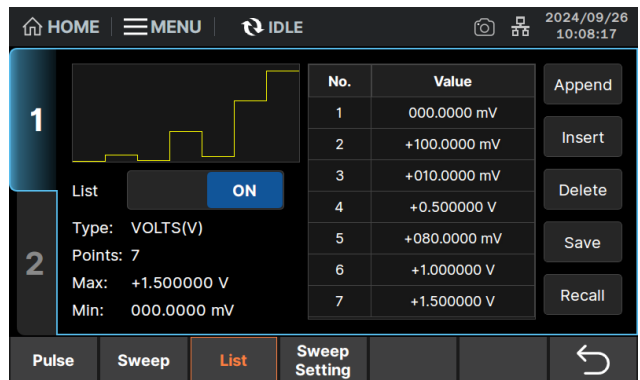 HOME MENU IDLE 2024/09/26
10:08:17
1
2
List ON
Type: VOLTS(V)
Points: 7
Max: +1.500000 V
Min: 000.0000 mV
No. Value
1 000.0000 mV
2 +100.0000 mV
3 +010.0000 mV
4 +0.500000 V
5 +080.0000 mV
6 +1.000000 V
7 +1.500000 V
Append
Insert
Delete
Save
Recall
Pulse Sweep List Sweep
Setting